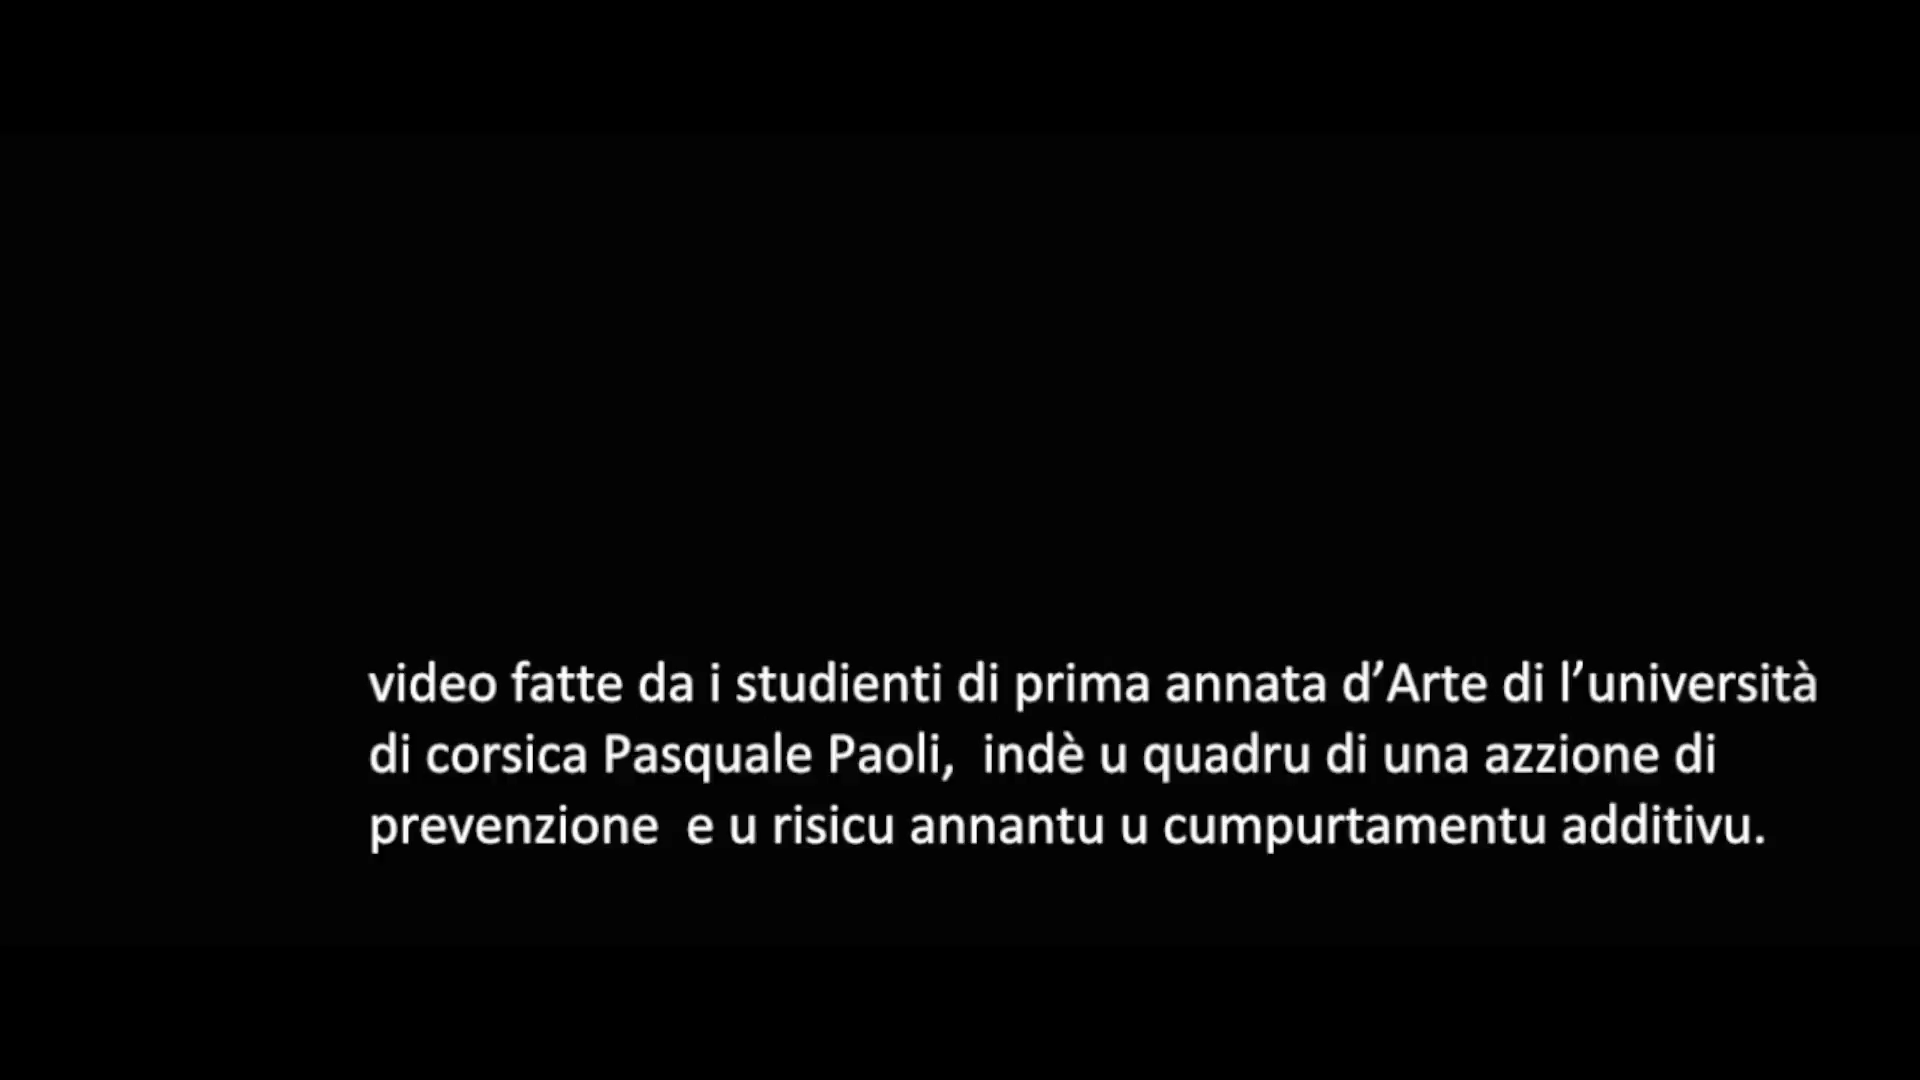 video fatte da i studienti di prima annata d’Arte di l’università
di corsica Pasquale Paoli,  indè u quadru di una azzione di
prevenzione  e u risicu annantu u cumpurtamentu additivu.